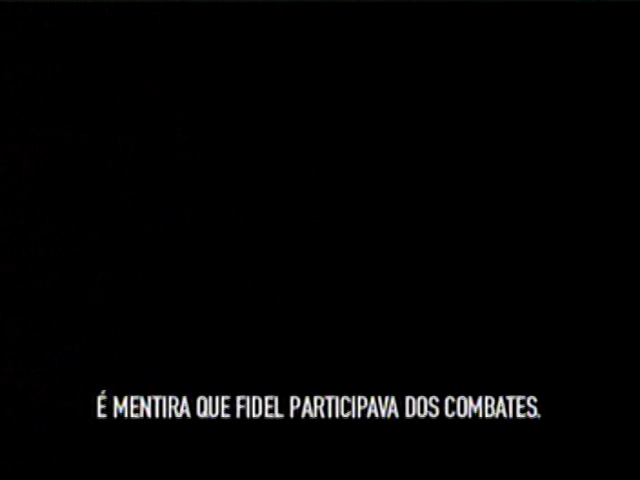 É MENTIRA QUE FIDEL PARTICIPAVA DOS COMBATES.